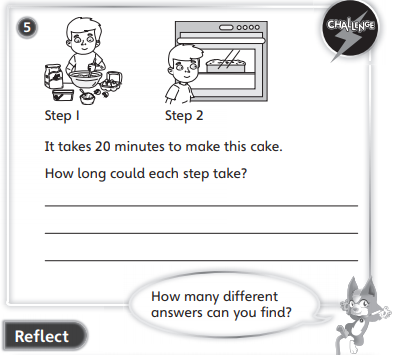 5
CHALLENGE
Step 1
Step 2
It takes 20 minutes to make this cake.
How long could each step take?
How many different
answers can you find?
Reflect